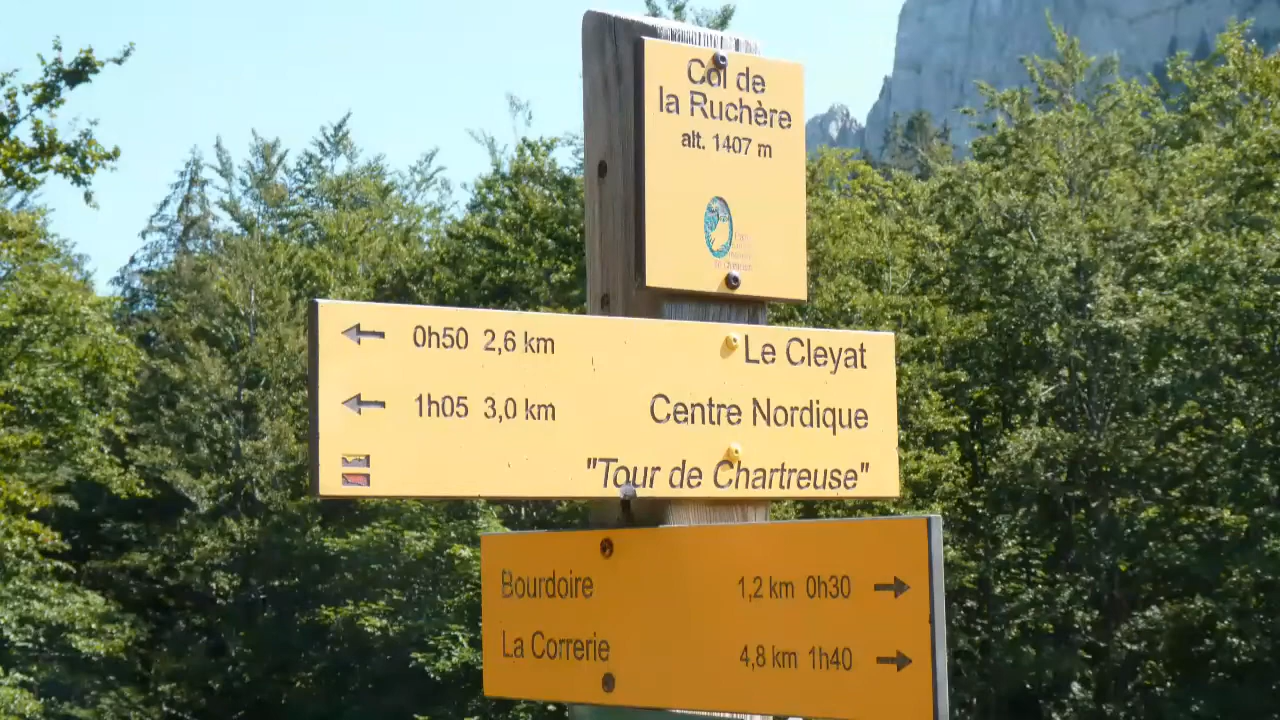 Col de
la Ruchère
alt. 1407 m
0h50 2,6 km Le Cleyat
1h05 3,0 km Centre Nordique
"Tour de Chartreuse"
Bourdoire 1,2 km 0h30
La Correrie 4,8 km 1h40